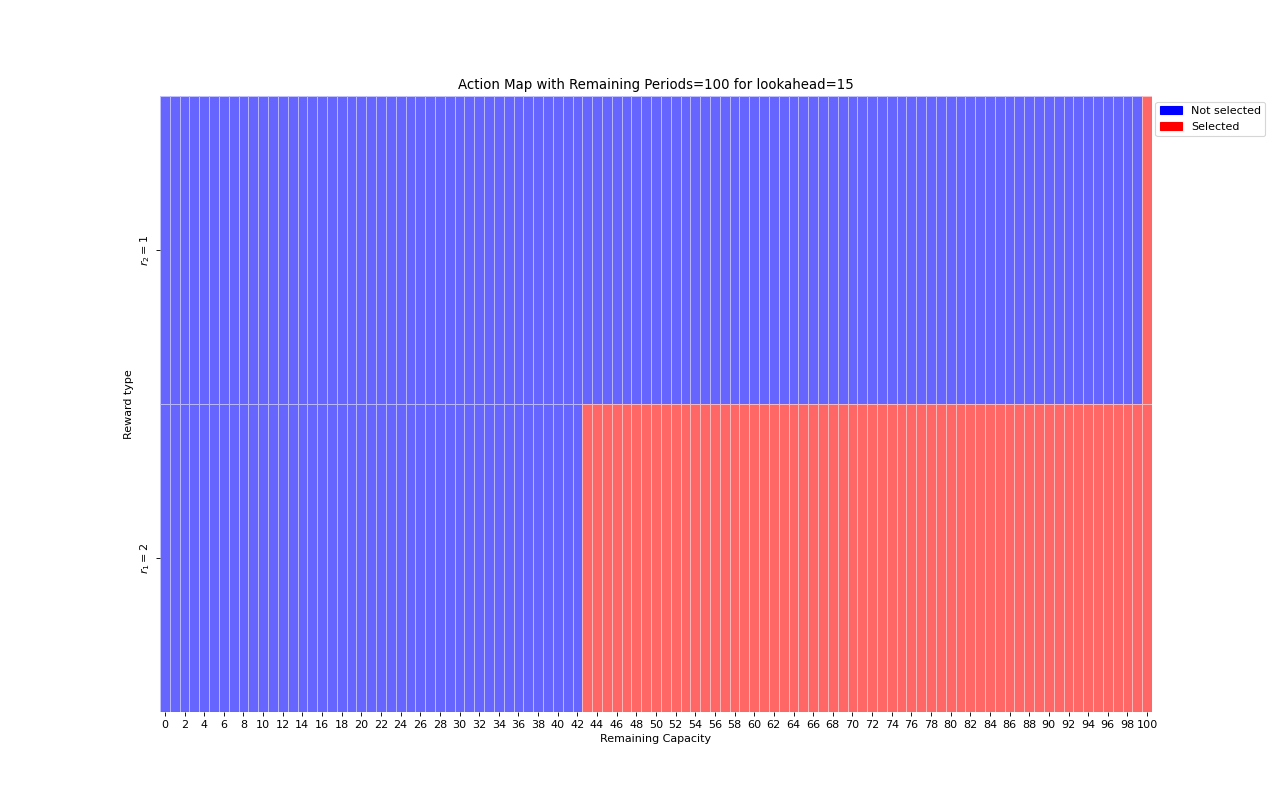 Action Map with Remaining Periods=100 for lookahead=15
Not selected
Selected
r₂ = 1
Reward type
r₁ = 2
0 2 4 6 8 10 12 14 16 18 20 22 24 26 28 30 32 34 36 38 40 42 44 46 48 50 52 54 56 58 60 62 64 66 68 70 72 74 76 78 80 82 84 86 88 90 92 94 96 98 100
Remaining Capacity